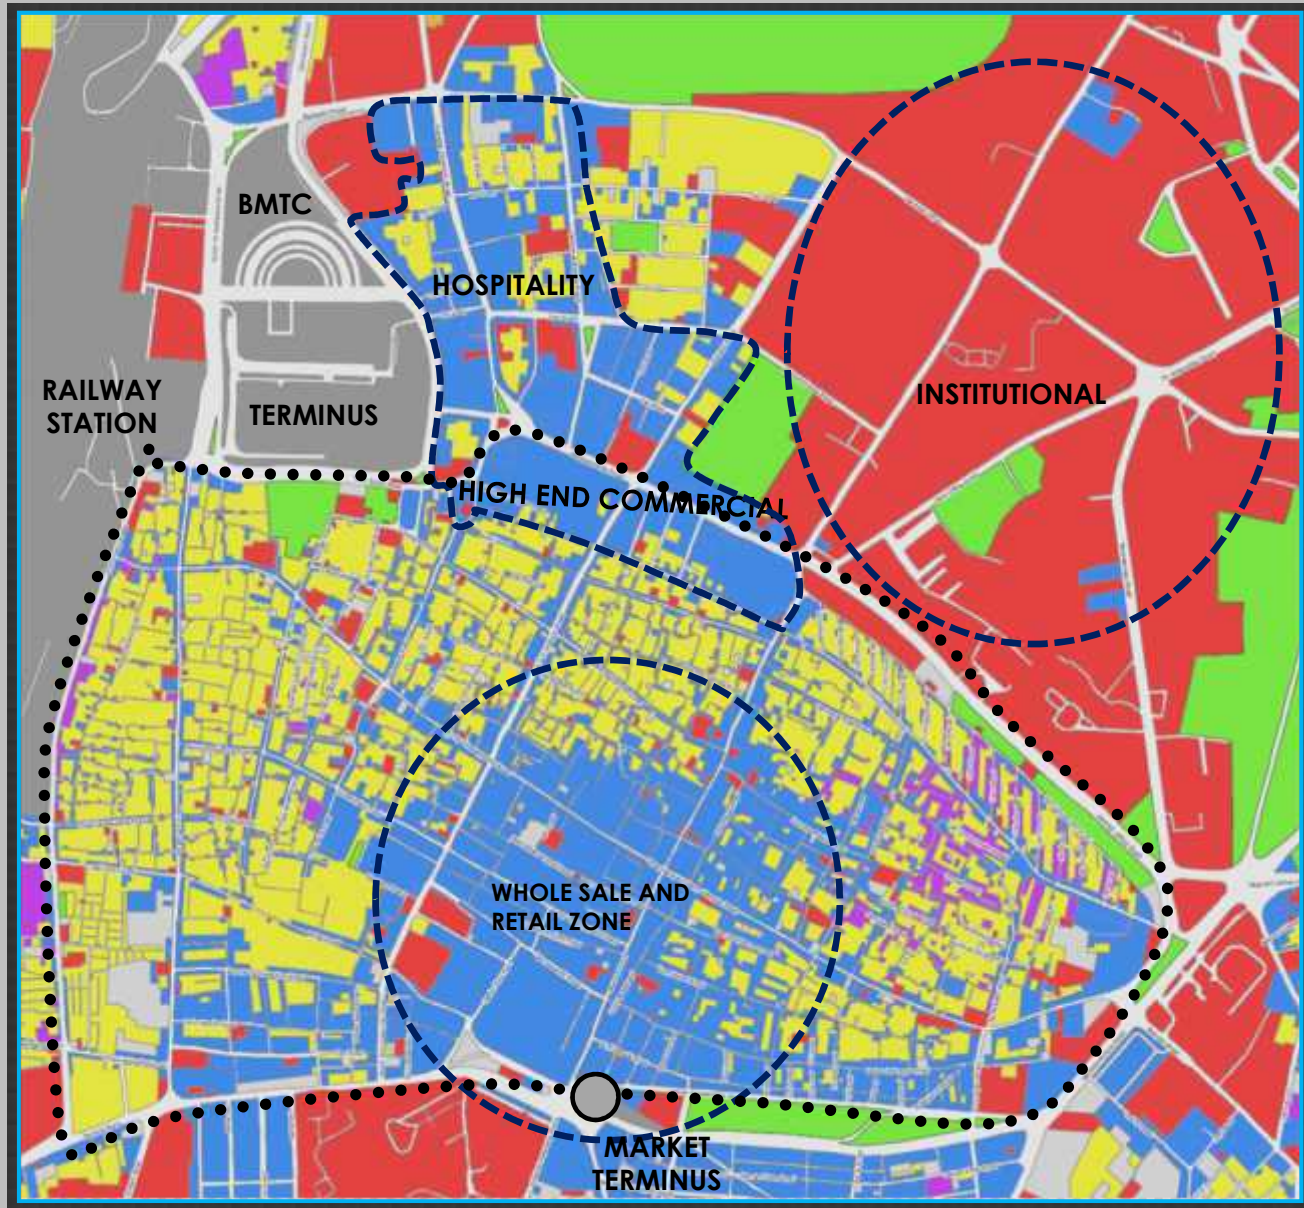 BMTC
HOSPITALITY
RAILWAY
STATION
TERMINUS
INSTITUTIONAL
HIGH END COMMERCIAL
WHOLE SALE AND
RETAIL ZONE
MARKET
TERMINUS